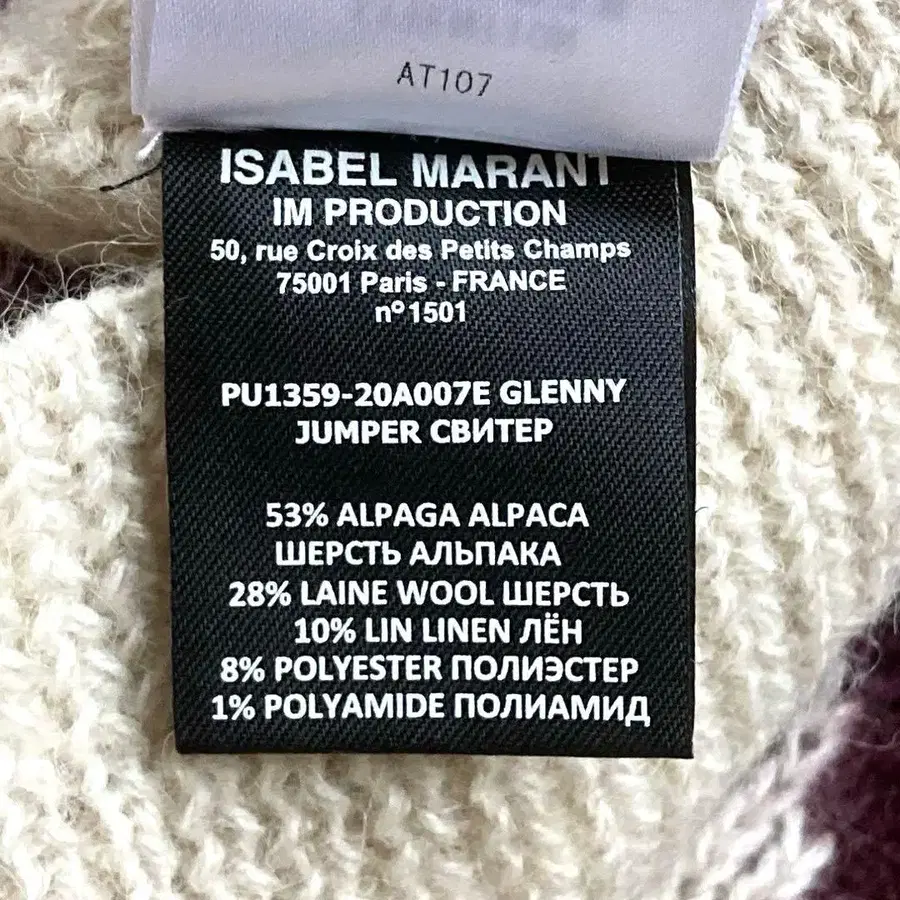 AT107
ISABEL MARANT
IM PRODUCTION
50, rue Croix des Petits Champs
75001 Paris - FRANCE
nº1501
PU1359-20A007E GLENNY
JUMPER СВИТЕР
53% ALPAGA ALPACA
ШЕРСТЬ АЛЬПАКА
28% LAINE WOOL ШЕРСТЬ
10% LIN LINEN ЛЁН
8% POLYESTER ПОЛИЭСТЕР
1% POLYAMIDE ПОЛИАМИД